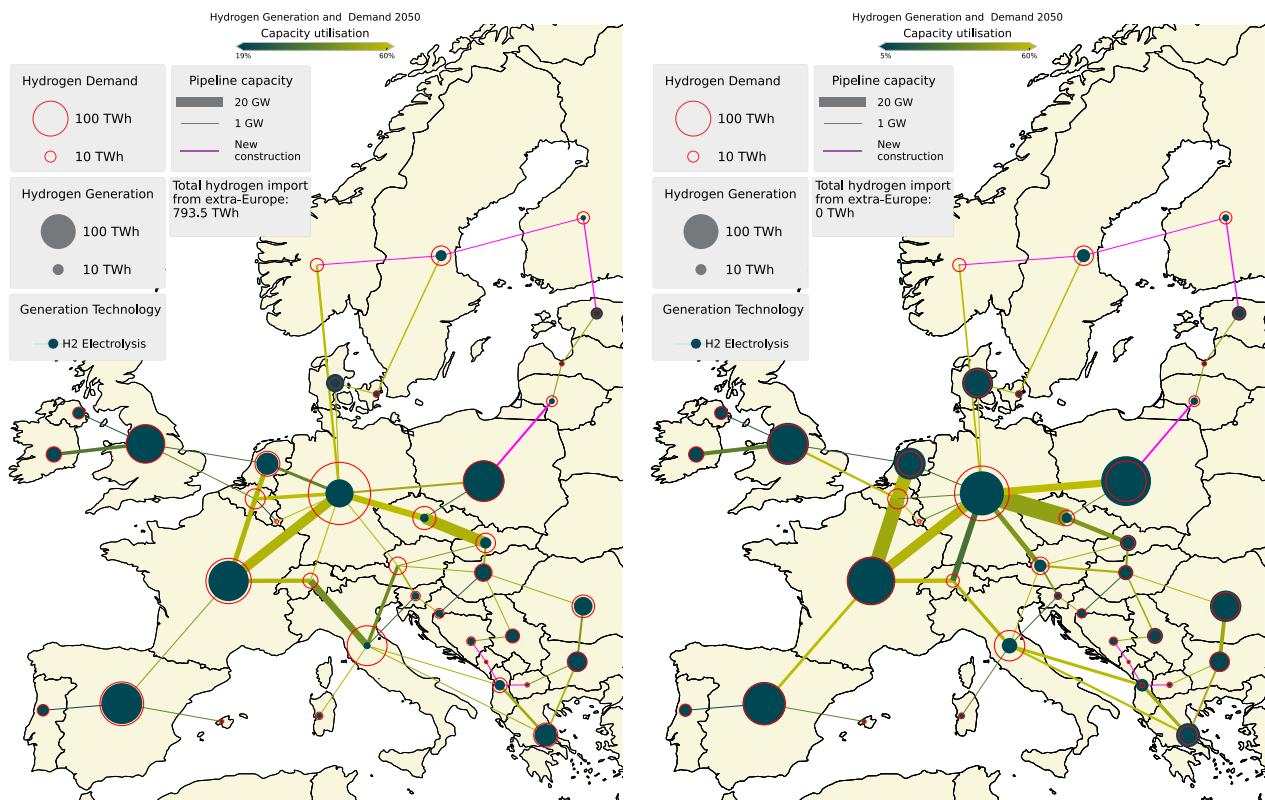 Hydrogen Generation and  Demand 2050
Capacity utilisation
19%
60%
Hydrogen Demand
100 TWh
10 TWh
Pipeline capacity
20 GW
1 GW
New
construction
Hydrogen Generation
100 TWh
10 TWh
Total hydrogen import
from extra-Europe:
793.5 TWh
Generation Technology
H2 Electrolysis
Hydrogen Generation and  Demand 2050
Capacity utilisation
5%
60%
Hydrogen Demand
100 TWh
10 TWh
Pipeline capacity
20 GW
1 GW
New
construction
Hydrogen Generation
100 TWh
10 TWh
Total hydrogen import
from extra-Europe:
0 TWh
Generation Technology
H2 Electrolysis